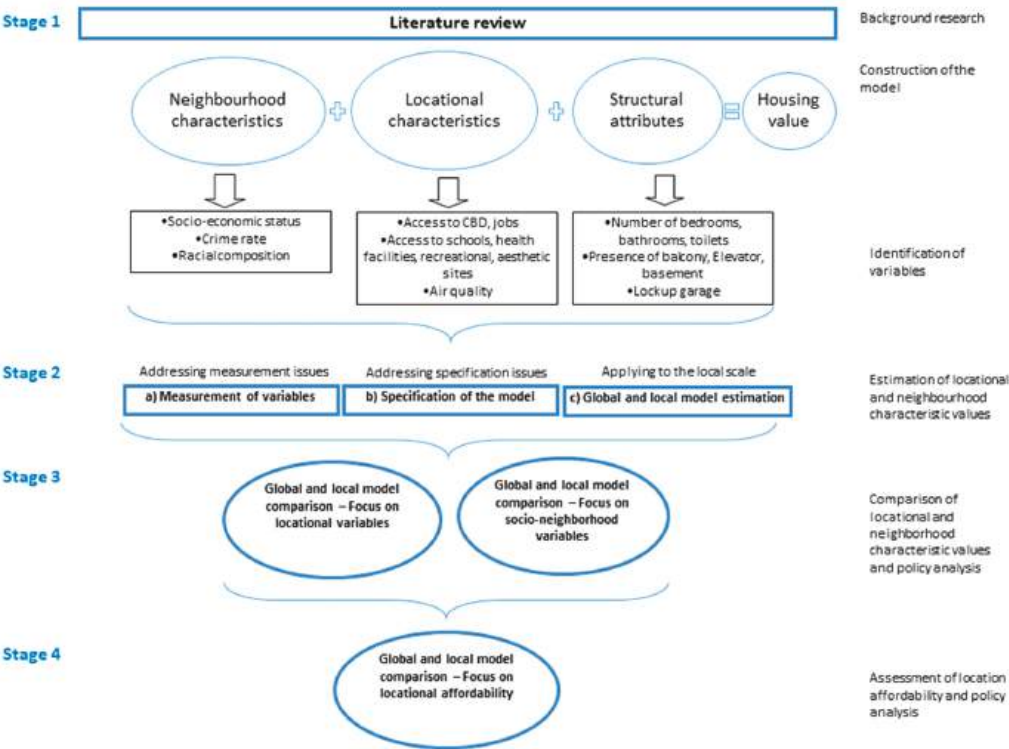 Stage 1
Literature review
Background research
Construction of the
model
Neighbourhood
characteristics
+
Locational
characteristics
+
Structural
attributes
=
Housing
value
•Socio-economic status
•Crime rate
•Racial composition
•Access to CBD, jobs
•Access to schools, health
facilities, recreational, aesthetic
sites
•Air quality
•Number of bedrooms,
bathrooms, toilets
•Presence of balcony, Elevator,
basement
•Lockup garage
Identification of
variables
Stage 2
Addressing measurement issues
a) Measurement of variables
Addressing specification issues
b) Specification of the model
Applying to the local scale
c) Global and local model estimation
Estimation of locational
and neighbourhood
characteristic values
Stage 3
Global and local model
comparison – Focus on
locational variables
Global and local model
comparison – Focus on
socio-neighborhood
variables
Comparison of
locational and
neighborhood
characteristic values
and policy analysis
Stage 4
Global and local model
comparison – Focus on
locational affordability
Assessment of location
affordability and policy
analysis